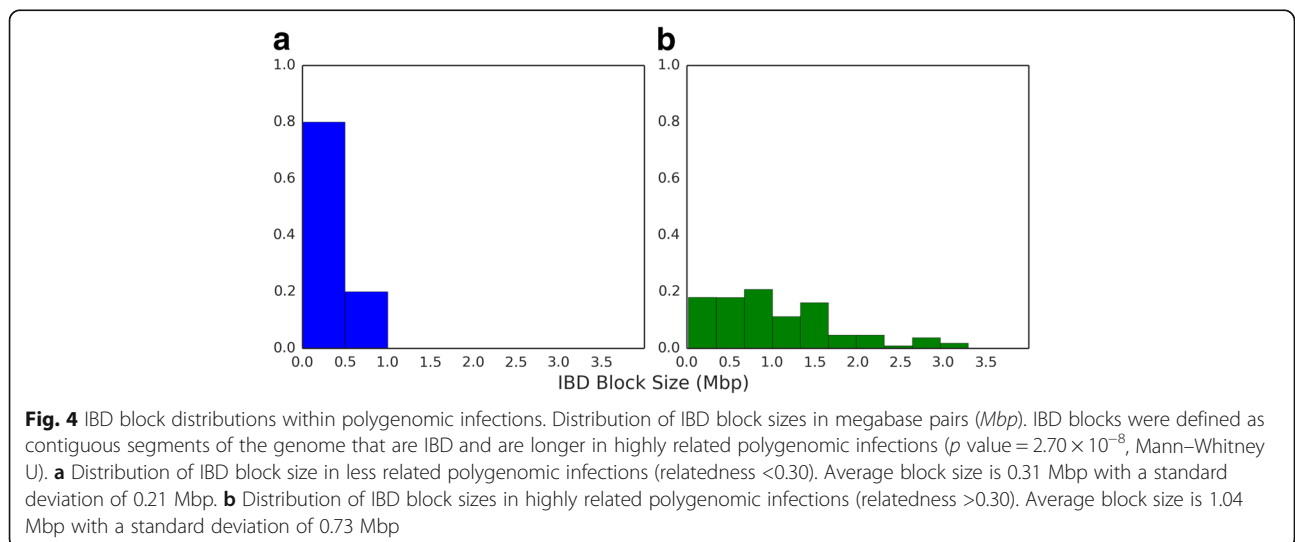 a
b
1.0
0.8
0.6
0.4
0.2
0.0
0.0 0.5 1.0 1.5 2.0 2.5 3.0 3.5
1.0
0.8
0.6
0.4
0.2
0.0
0.0 0.5 1.0 1.5 2.0 2.5 3.0 3.5
IBD Block Size (Mbp)
Fig. 4 IBD block distributions within polygenomic infections. Distribution of IBD block sizes in megabase pairs (Mbp). IBD blocks were defined as
contiguous segments of the genome that are IBD and are longer in highly related polygenomic infections (p value = 2.70 × 10⁻⁸, Mann–Whitney
U). a Distribution of IBD block size in less related polygenomic infections (relatedness <0.30). Average block size is 0.31 Mbp with a standard
deviation of 0.21 Mbp. b Distribution of IBD block sizes in highly related polygenomic infections (relatedness >0.30). Average block size is 1.04
Mbp with a standard deviation of 0.73 Mbp